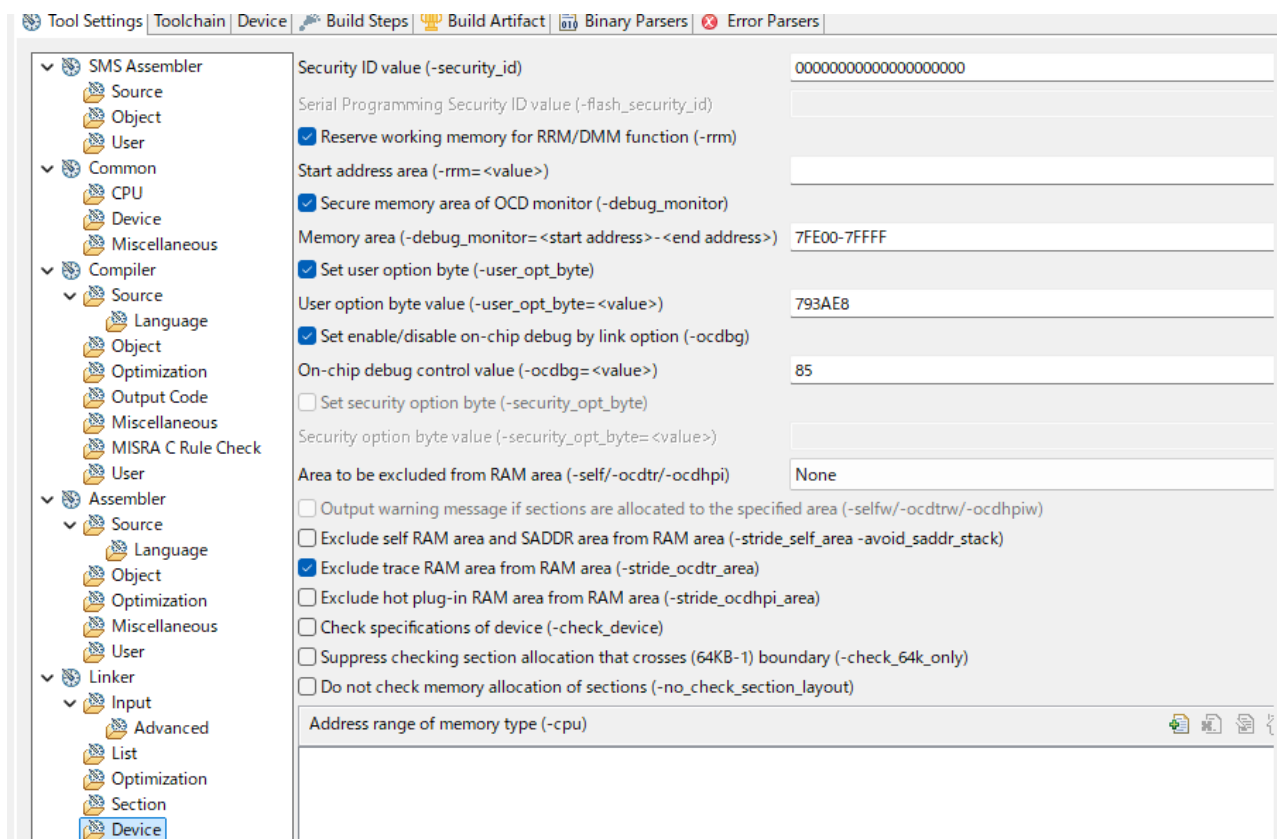 Tool Settings Toolchain Device Build Steps Build Artifact Binary Parsers Error Parsers
SMS Assembler
Source
Object
User
Common
CPU
Device
Miscellaneous
Compiler
Source
Language
Object
Optimization
Output Code
Miscellaneous
MISRA C Rule Check
User
Assembler
Source
Language
Object
Optimization
Miscellaneous
User
Linker
Input
Advanced
List
Optimization
Section
Device
Security ID value (-security_id) 00000000000000000000
Serial Programming Security ID value (-flash_security_id)
Reserve working memory for RRM/DMM function (-rrm)
Start address area (-rrm=<value>)
Secure memory area of OCD monitor (-debug_monitor)
Memory area (-debug_monitor=<start address>-<end address>) 7FE00-7FFFF
Set user option byte (-user_opt_byte)
User option byte value (-user_opt_byte=<value>) 793AE8
Set enable/disable on-chip debug by link option (-ocdbg)
On-chip debug control value (-ocdbg=<value>) 85
Set security option byte (-security_opt_byte)
Security option byte value (-security_opt_byte=<value>)
Area to be excluded from RAM area (-self/-ocdtr/-ocdhpi) None
Output warning message if sections are allocated to the specified area (-selfw/-ocdtrw/-ocdhpiw)
Exclude self RAM area and SADDR area from RAM area (-stride_self_area -avoid_saddr_stack)
Exclude trace RAM area from RAM area (-stride_ocdtr_area)
Exclude hot plug-in RAM area from RAM area (-stride_ocdhpi_area)
Check specifications of device (-check_device)
Suppress checking section allocation that crosses (64KB-1) boundary (-check_64k_only)
Do not check memory allocation of sections (-no_check_section_layout)
Address range of memory type (-cpu)